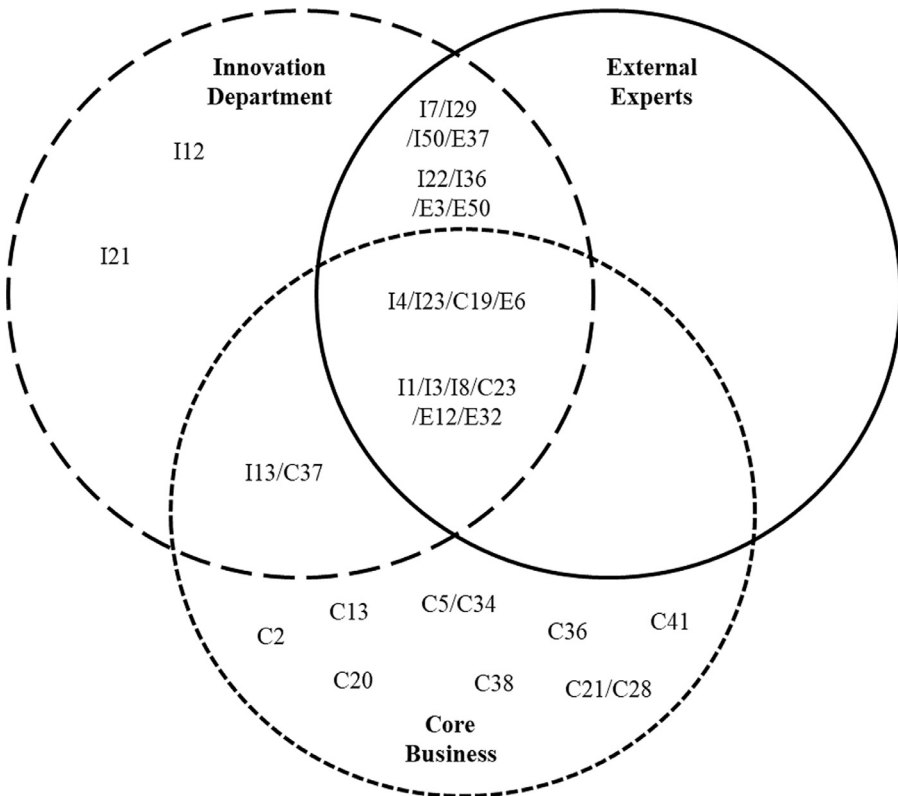 Innovation
Department
External
Experts
I7/I29
/I50/E37
I12
I22/I36
/E3/E50
I21
I4/I23/C19/E6
I1/I3/I8/C23
/E12/E32
I13/C37
C5/C34
C13
C41
C2
C36
C20
C38
C21/C28
Core
Business